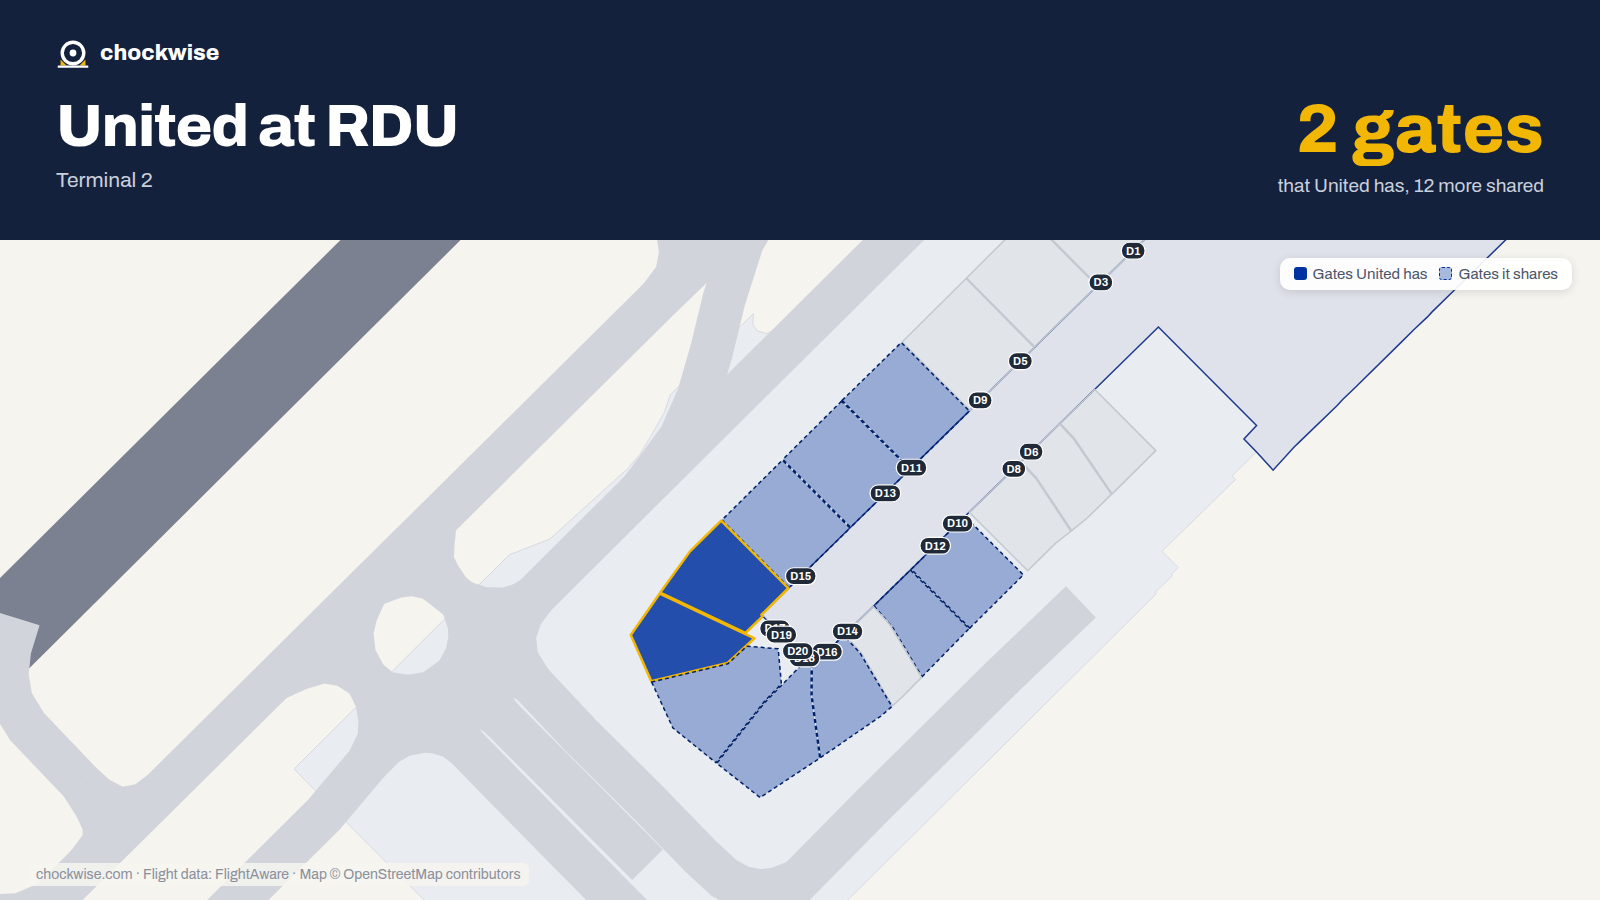 chockwise
United at RDU
Terminal 2
2 gates
that United has, 12 more shared
Gates United has
Gates it shares
D1
D3
D5
D9
D6
D11
D8
D13
D10
D12
D15
D14
D19
D20
D16
chockwise.com · Flight data: FlightAware · Map © OpenStreetMap contributors